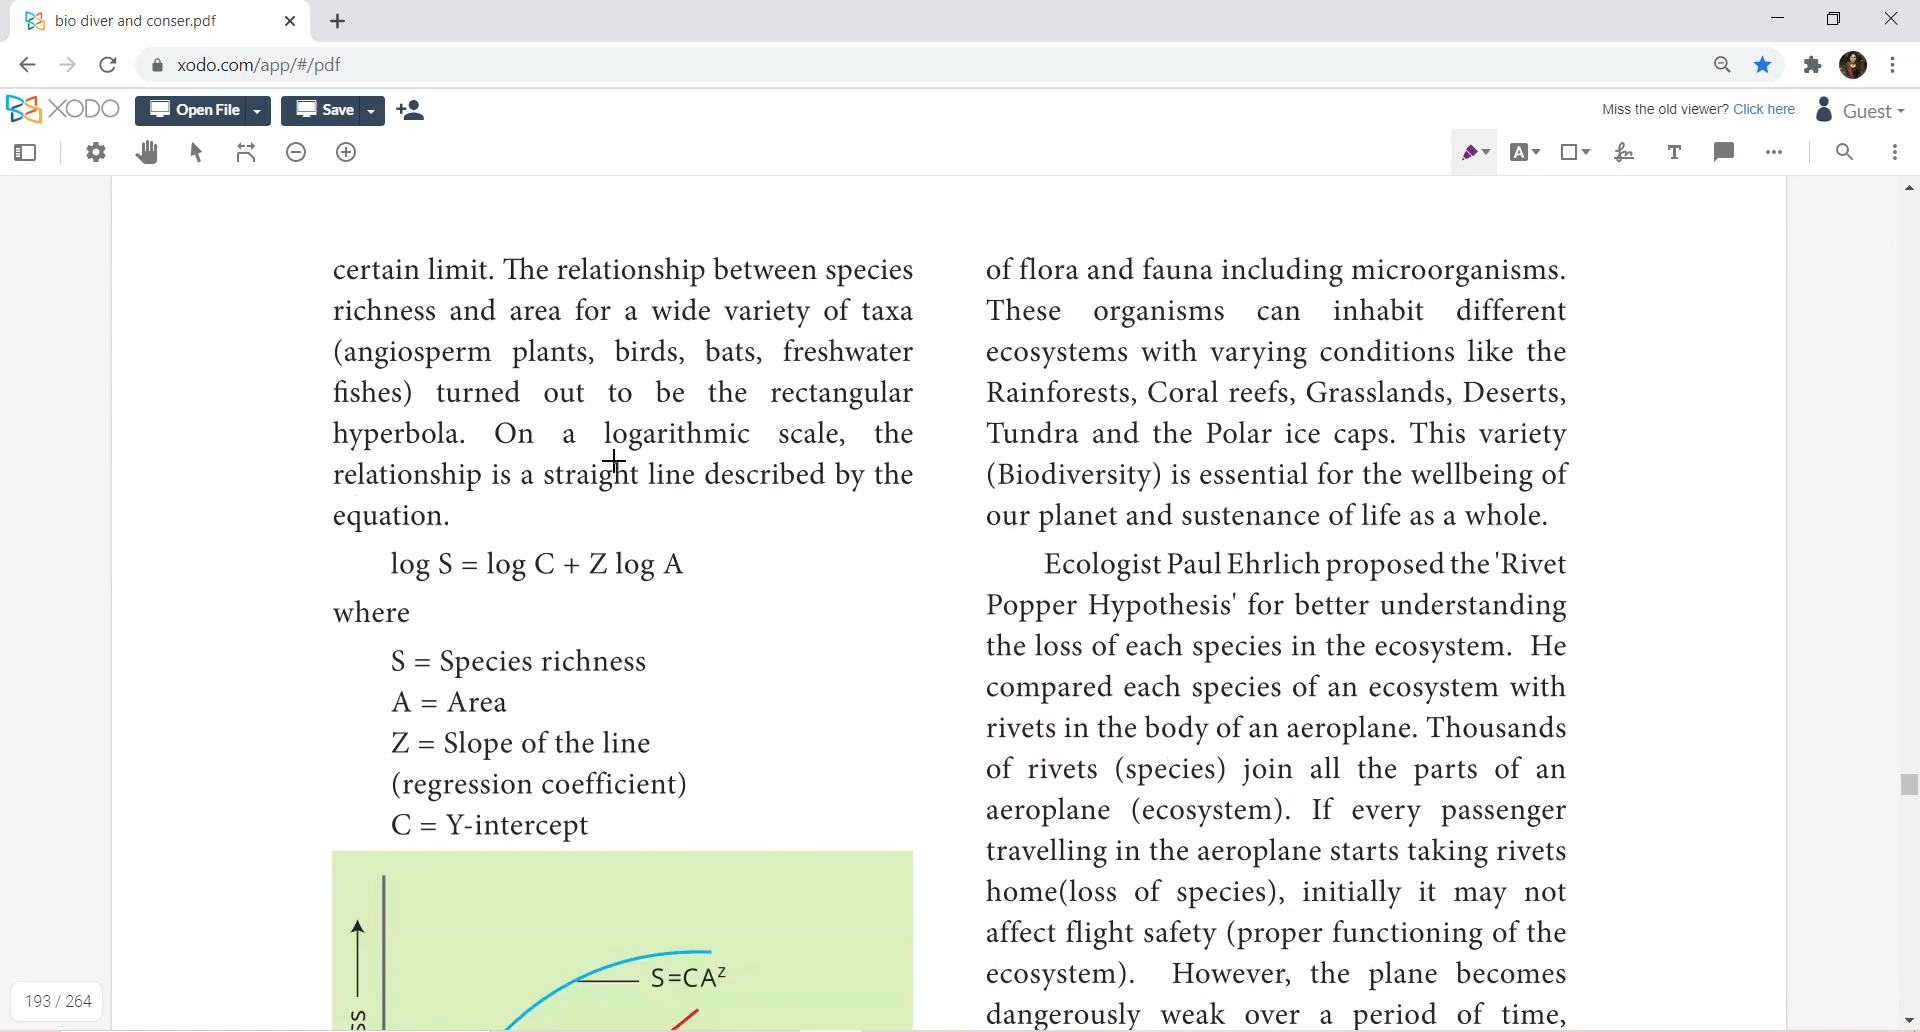 bio diver and conser.pdf
xodo.com/app/#/pdf
XODO
Open File
Save
Miss the old viewer? Click here
Guest
A
T
certain limit. The relationship between species
richness and area for a wide variety of taxa
(angiosperm plants, birds, bats, freshwater
fishes) turned out to be the rectangular
hyperbola. On a logarithmic scale, the
relationship is a straight line described by the
equation.
log S = log C + Z log A
where
S = Species richness
A = Area
Z = Slope of the line
(regression coefficient)
C = Y-intercept
S=CA^Z
of flora and fauna including microorganisms.
These organisms can inhabit different
ecosystems with varying conditions like the
Rainforests, Coral reefs, Grasslands, Deserts,
Tundra and the Polar ice caps. This variety
(Biodiversity) is essential for the wellbeing of
our planet and sustenance of life as a whole.
Ecologist Paul Ehrlich proposed the 'Rivet
Popper Hypothesis' for better understanding
the loss of each species in the ecosystem. He
compared each species of an ecosystem with
rivets in the body of an aeroplane. Thousands
of rivets (species) join all the parts of an
aeroplane (ecosystem). If every passenger
travelling in the aeroplane starts taking rivets
home(loss of species), initially it may not
affect flight safety (proper functioning of the
ecosystem). However, the plane becomes
dangerously weak over a period of time,
193 / 264